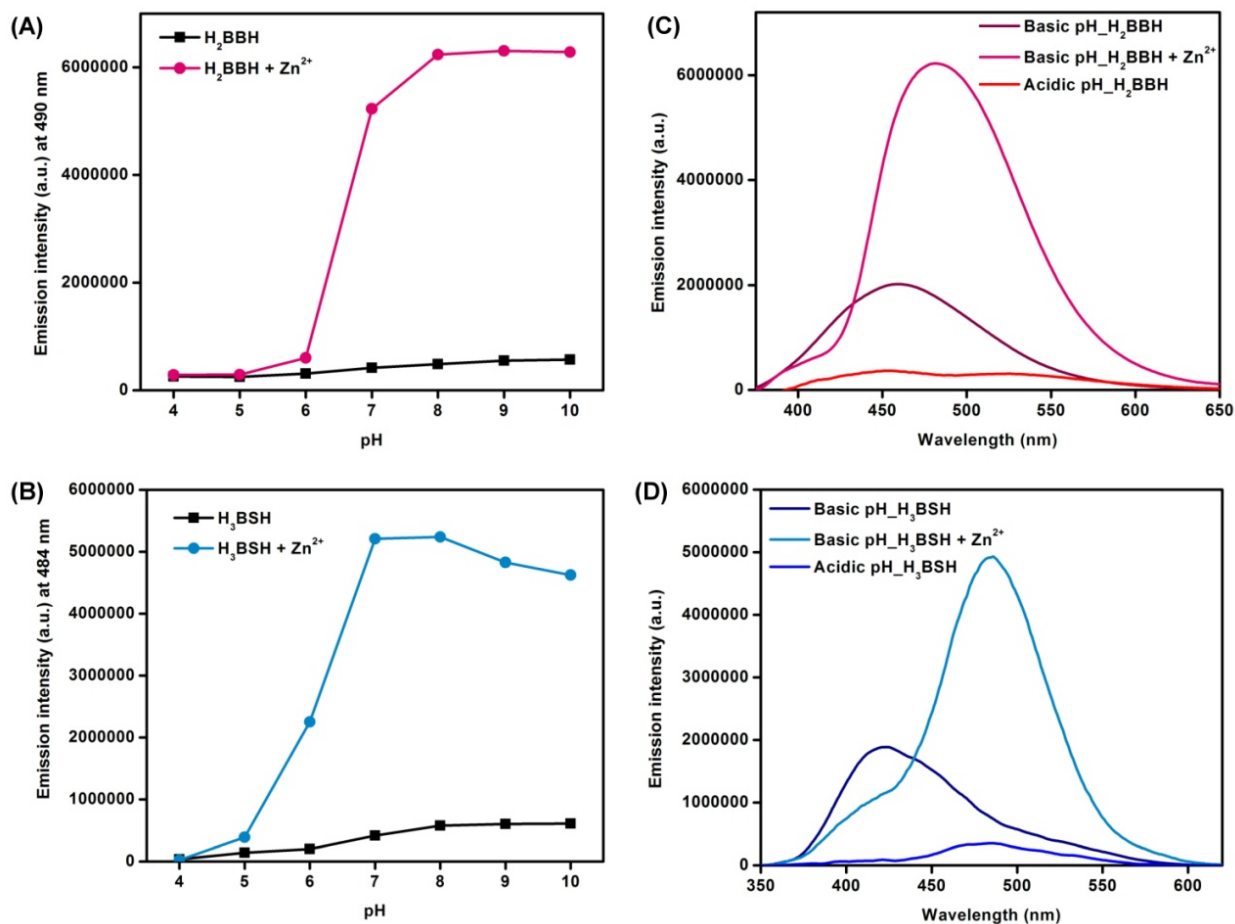 (A)
H₂BBH
H₂BBH + Zn²⁺
Emission intensity (a.u.) at 490 nm
6000000
4000000
2000000
0
4 5 6 7 8 9 10
pH
(C)
Basic pH_H₂BBH
Basic pH_H₂BBH + Zn²⁺
Acidic pH_H₂BBH
Emission intensity (a.u.)
6000000
4000000
2000000
0
400 450 500 550 600 650
Wavelength (nm)
(B)
H₃BSH
H₃BSH + Zn²⁺
Emission intensity (a.u.) at 484 nm
6000000
5000000
4000000
3000000
2000000
1000000
0
4 5 6 7 8 9 10
pH
(D)
Basic pH_H₃BSH
Basic pH_H₃BSH + Zn²⁺
Acidic pH_H₃BSH
Emission intensity (a.u.)
6000000
5000000
4000000
3000000
2000000
1000000
0
350 400 450 500 550 600
Wavelength (nm)